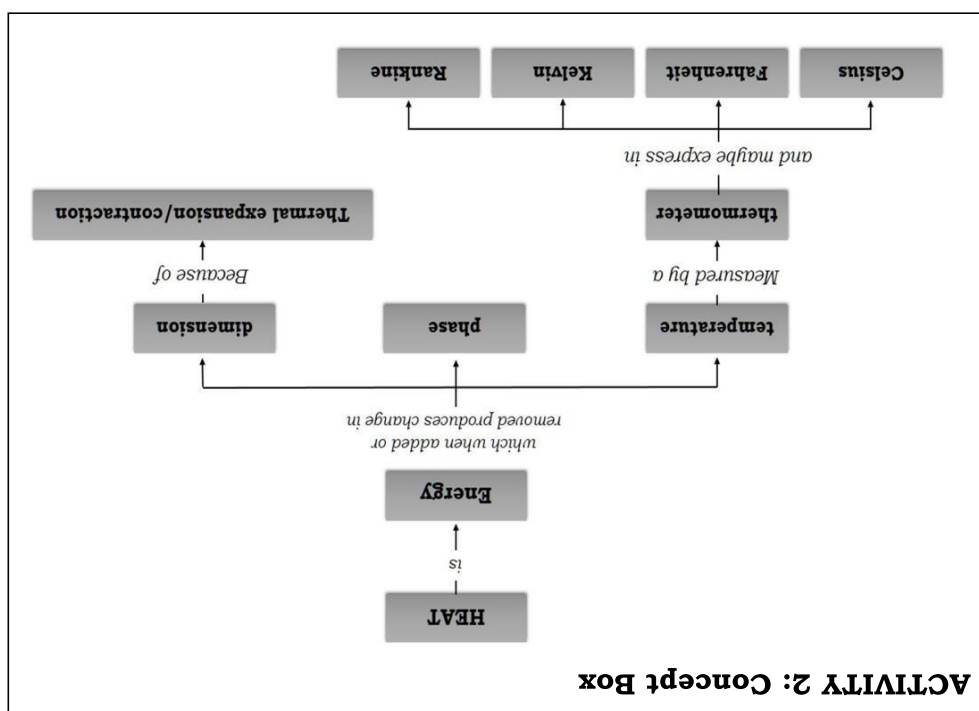 ACTIVITY 2: Concept Box
HEAT
is
Energy
which when added or
removed produces change in
temperature
phase
dimension
Measured by a
Because of
thermometer
Thermal expansion/contraction
and maybe express in
Celsius
Fahrenheit
Kelvin
Rankine